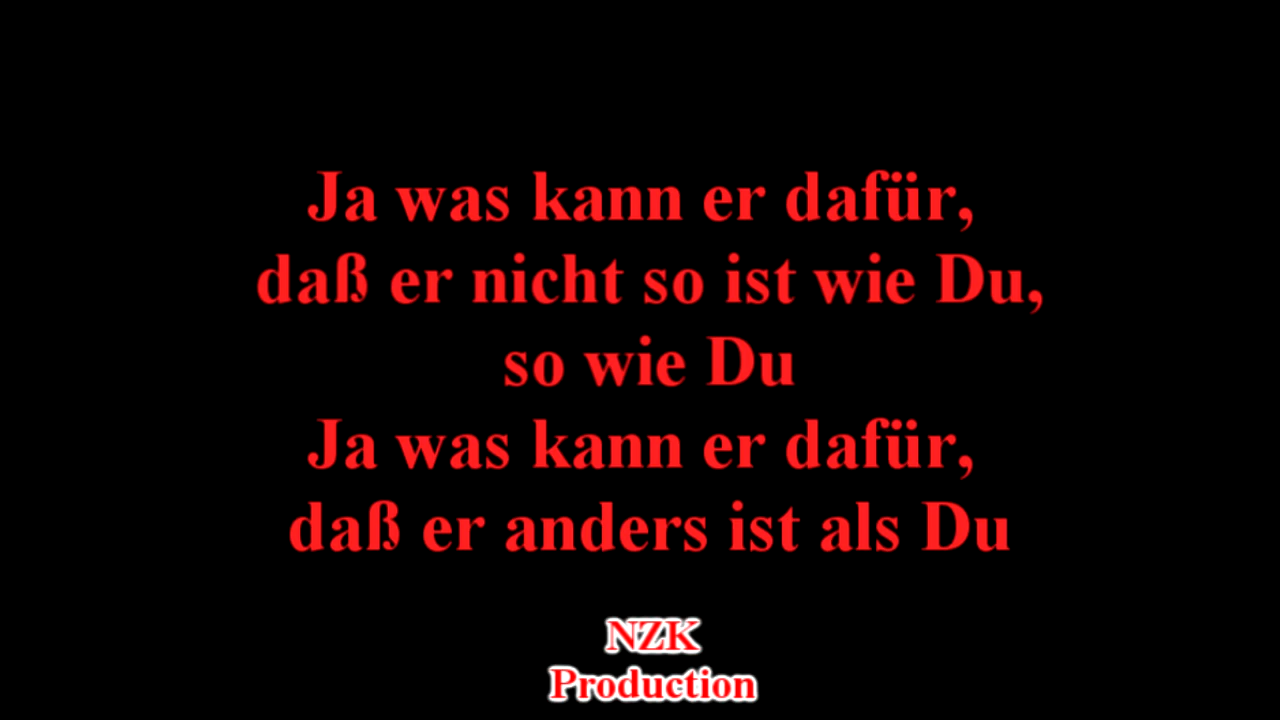 Ja was kann er dafür,
daß er nicht so ist wie Du,
so wie Du
Ja was kann er dafür,
daß er anders ist als Du
NZK
Production